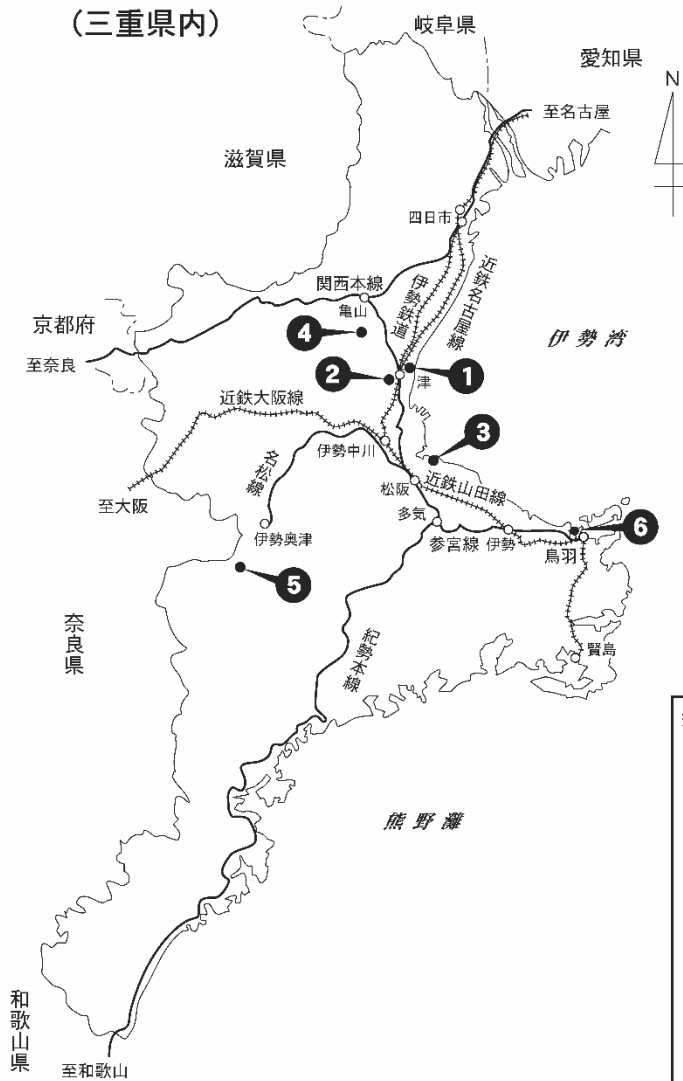 (三重県内)
岐阜県
愛知県
N
至名古屋
滋賀県
四日市
関西本線
亀山
伊勢鉄道
近鉄名古屋線
伊勢湾
京都府
至奈良
4
2
1
津
近鉄大阪線
伊勢中川
3
名松線
至大阪
松阪
近鉄山田線
多気
伊勢奥津
参宮線
伊勢
6
鳥羽
5
奈良県
紀勢本線
賢島
熊野灘
和歌山県
至和歌山